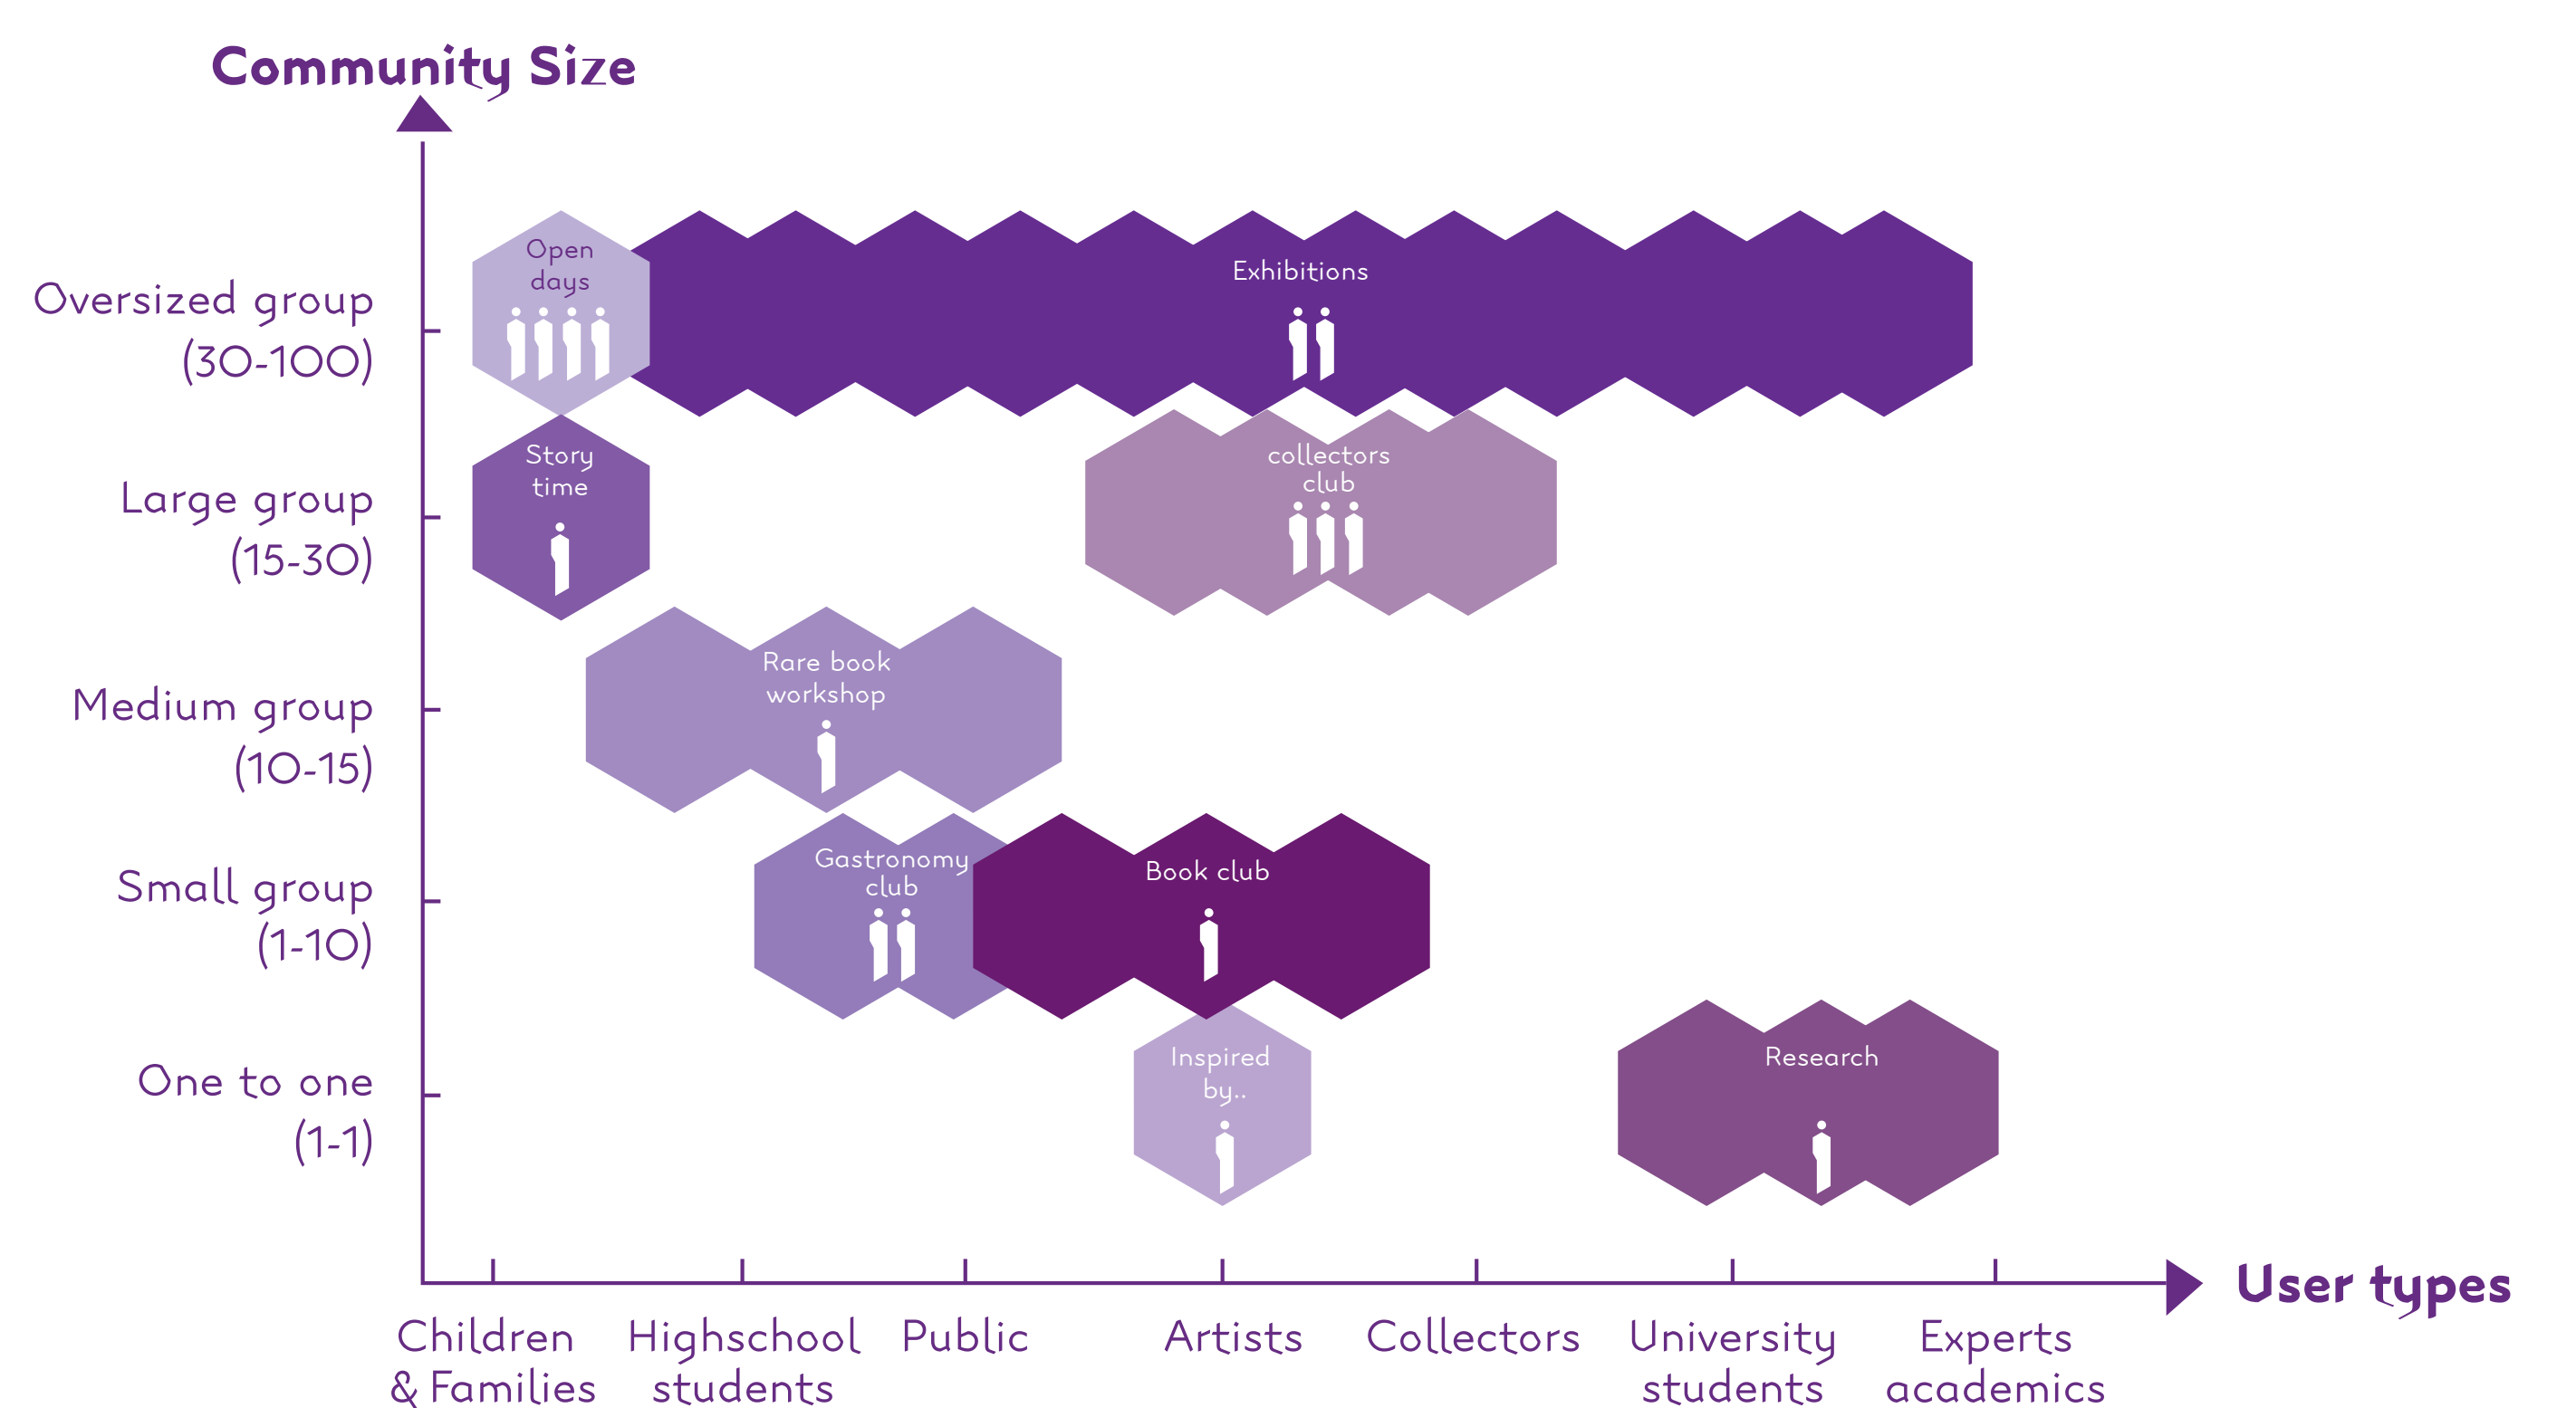 Community Size
Open
days
Exhibitions
Oversized group
(30-100)
Story
time
collectors
club
Large group
(15-30)
Rare book
workshop
Medium group
(10-15)
Gastronomy
club
Book club
Small group
(1-10)
Inspired
by..
Research
One to one
(1-1)
User types
Children
& Families
Highschool
students
Public
Artists
Collectors
University
students
Experts
academics